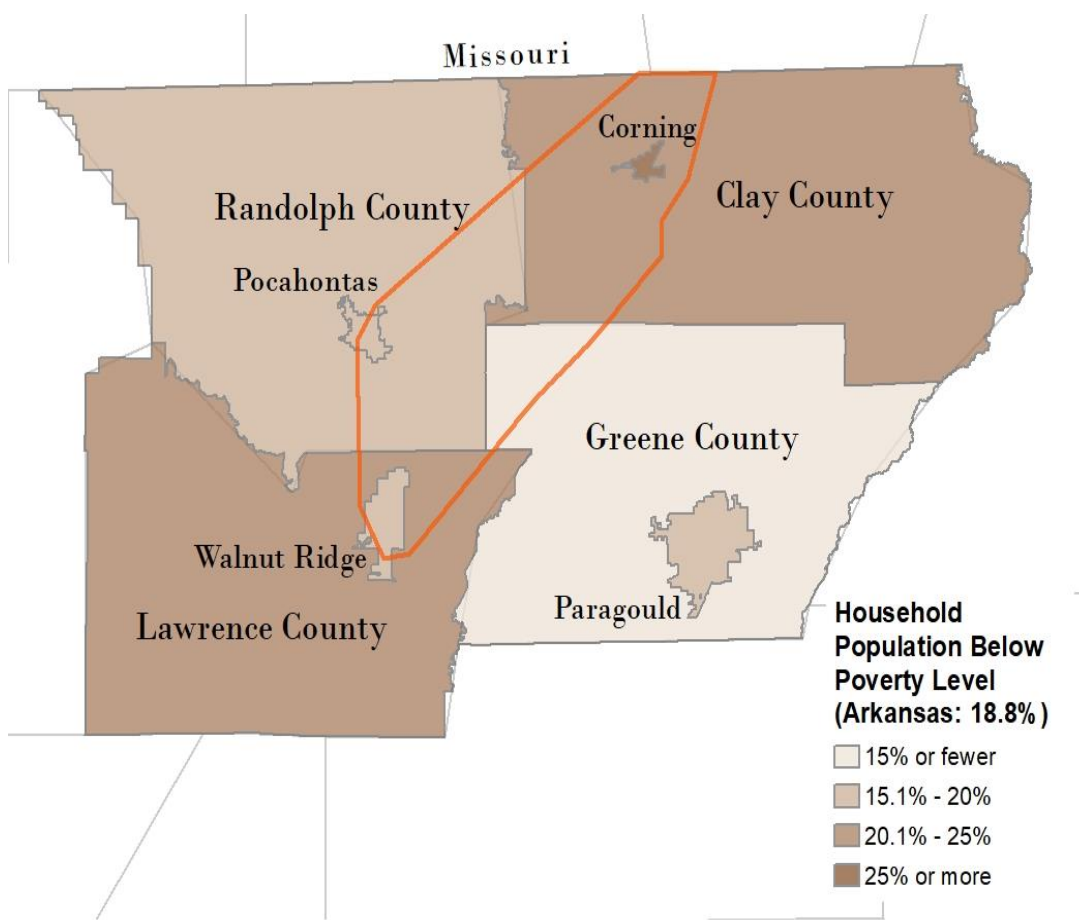 Missouri
Corning
Randolph County
Clay County
Pocahontas
Greene County
Walnut Ridge
Paragould
Lawrence County
Household
Population Below
Poverty Level
(Arkansas: 18.8%)
15% or fewer
15.1% - 20%
20.1% - 25%
25% or more